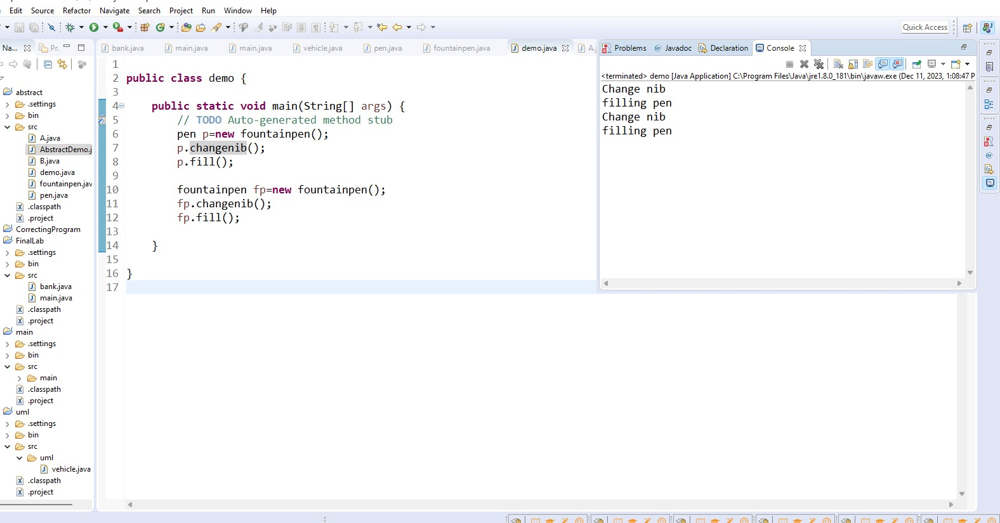 Edit Source Refactor Navigate Search Project Run Window Help
Quick Access
Na... Pr.
abstract
.settings
bin
src
A.java
AbstractDemo.j
B.java
demo.java
fountainpen.jav
pen.java
.classpath
.project
CorrectingProgram
FinalLab
.settings
bin
src
bank.java
main.java
.classpath
.project
main
.settings
bin
src
main
.classpath
.project
uml
.settings
bin
src
uml
vehicle.java
.classpath
.project
bank.java main.java main.java vehicle.java pen.java fountainpen.java demo.java A.j
1
2 public class demo {
3
4 public static void main(String[] args) {
5 // TODO Auto-generated method stub
6 pen p=new fountainpen();
7 p.changenib();
8 p.fill();
9
10 fountainpen fp=new fountainpen();
11 fp.changenib();
12 fp.fill();
13
14 }
15
16 }
17
Problems @ Javadoc Declaration Console
<terminated> demo [Java Application] C:\Program Files\Java\jre1.8.0_181\bin\javaw.exe (Dec 11, 2023, 1:08:47 P
Change nib
filling pen
Change nib
filling pen